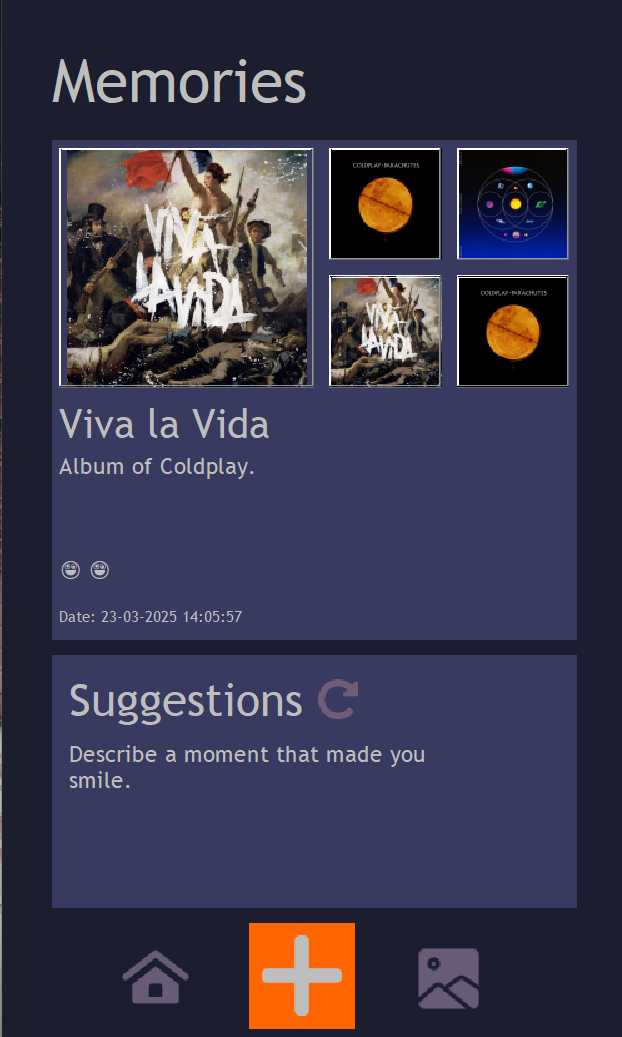 Memories
VIVA
LA VIDA
COLDPLAY·PARACHUTES
VIVA
LA VIDA
COLDPLAY·PARACHUTES
Viva la Vida
Album of Coldplay.
Date: 23-03-2025 14:05:57
Suggestions
Describe a moment that made you
smile.